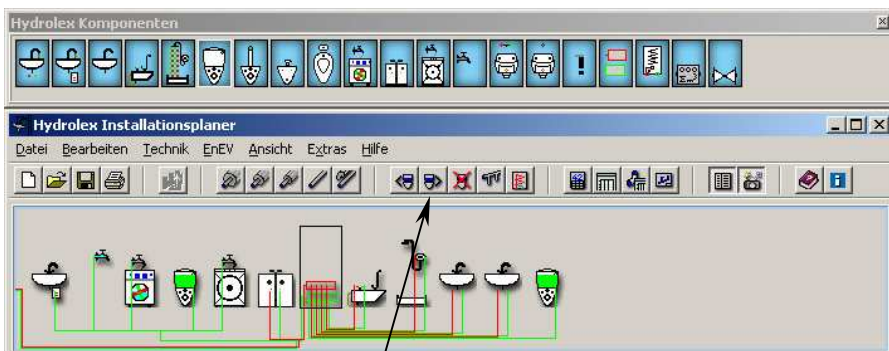 Hydrolex Komponenten
Hydrolex Installationsplaner
Datei Bearbeiten Technik EnEV Ansicht Extras Hilfe